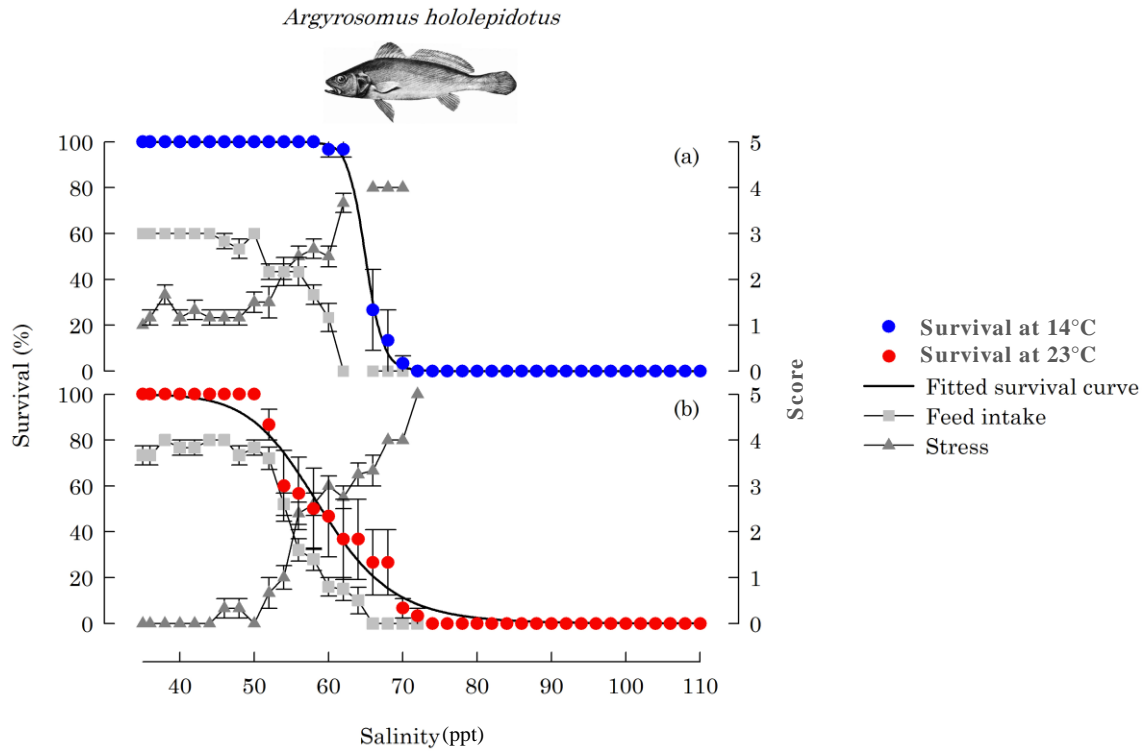 Argyrosomus hololepidotus
(a)
100
80
60
40
20
0
5
4
3
2
1
0
(b)
100
80
60
40
20
0
5
4
3
2
1
0
Survival (%)
Score
40 50 60 70 80 90 100 110
Salinity (ppt)
Survival at 14°C
Survival at 23°C
Fitted survival curve
Feed intake
Stress